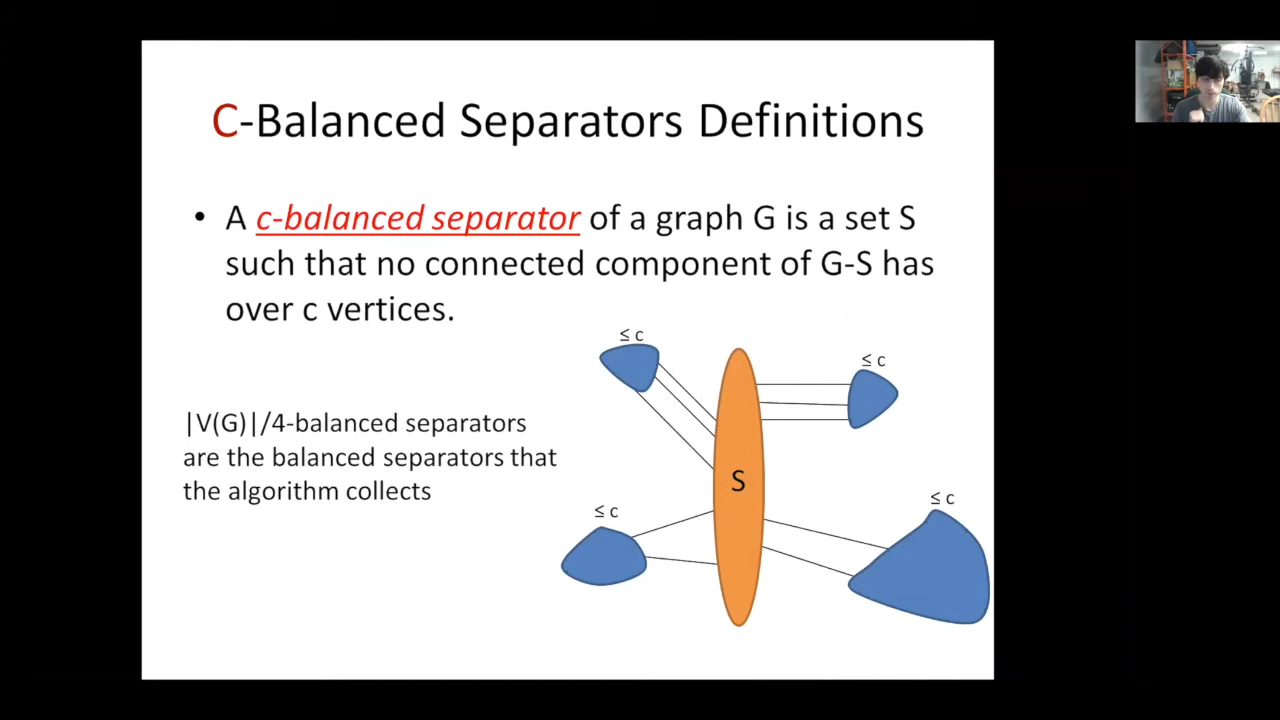 C-Balanced Separators Definitions
• A c-balanced separator of a graph G is a set S
such that no connected component of G-S has
over c vertices.
≤ c
≤ c
|V(G)|/4-balanced separators
are the balanced separators that
the algorithm collects
S
≤ c
≤ c